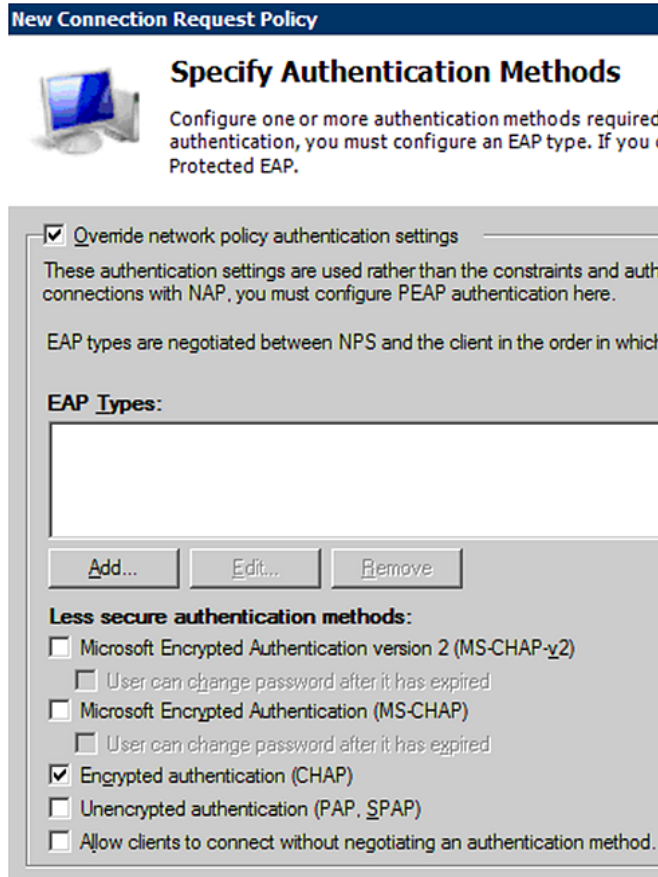 New Connection Request Policy
Specify Authentication Methods
Configure one or more authentication methods required
authentication, you must configure an EAP type. If you
Protected EAP.
Override network policy authentication settings
These authentication settings are used rather than the constraints and auth
connections with NAP, you must configure PEAP authentication here.
EAP types are negotiated between NPS and the client in the order in which
EAP Types:
Add... Edit... Remove
Less secure authentication methods:
Microsoft Encrypted Authentication version 2 (MS-CHAP-v2)
User can change password after it has expired
Microsoft Encrypted Authentication (MS-CHAP)
User can change password after it has expired
Encrypted authentication (CHAP)
Unencrypted authentication (PAP, SPAP)
Allow clients to connect without negotiating an authentication method.